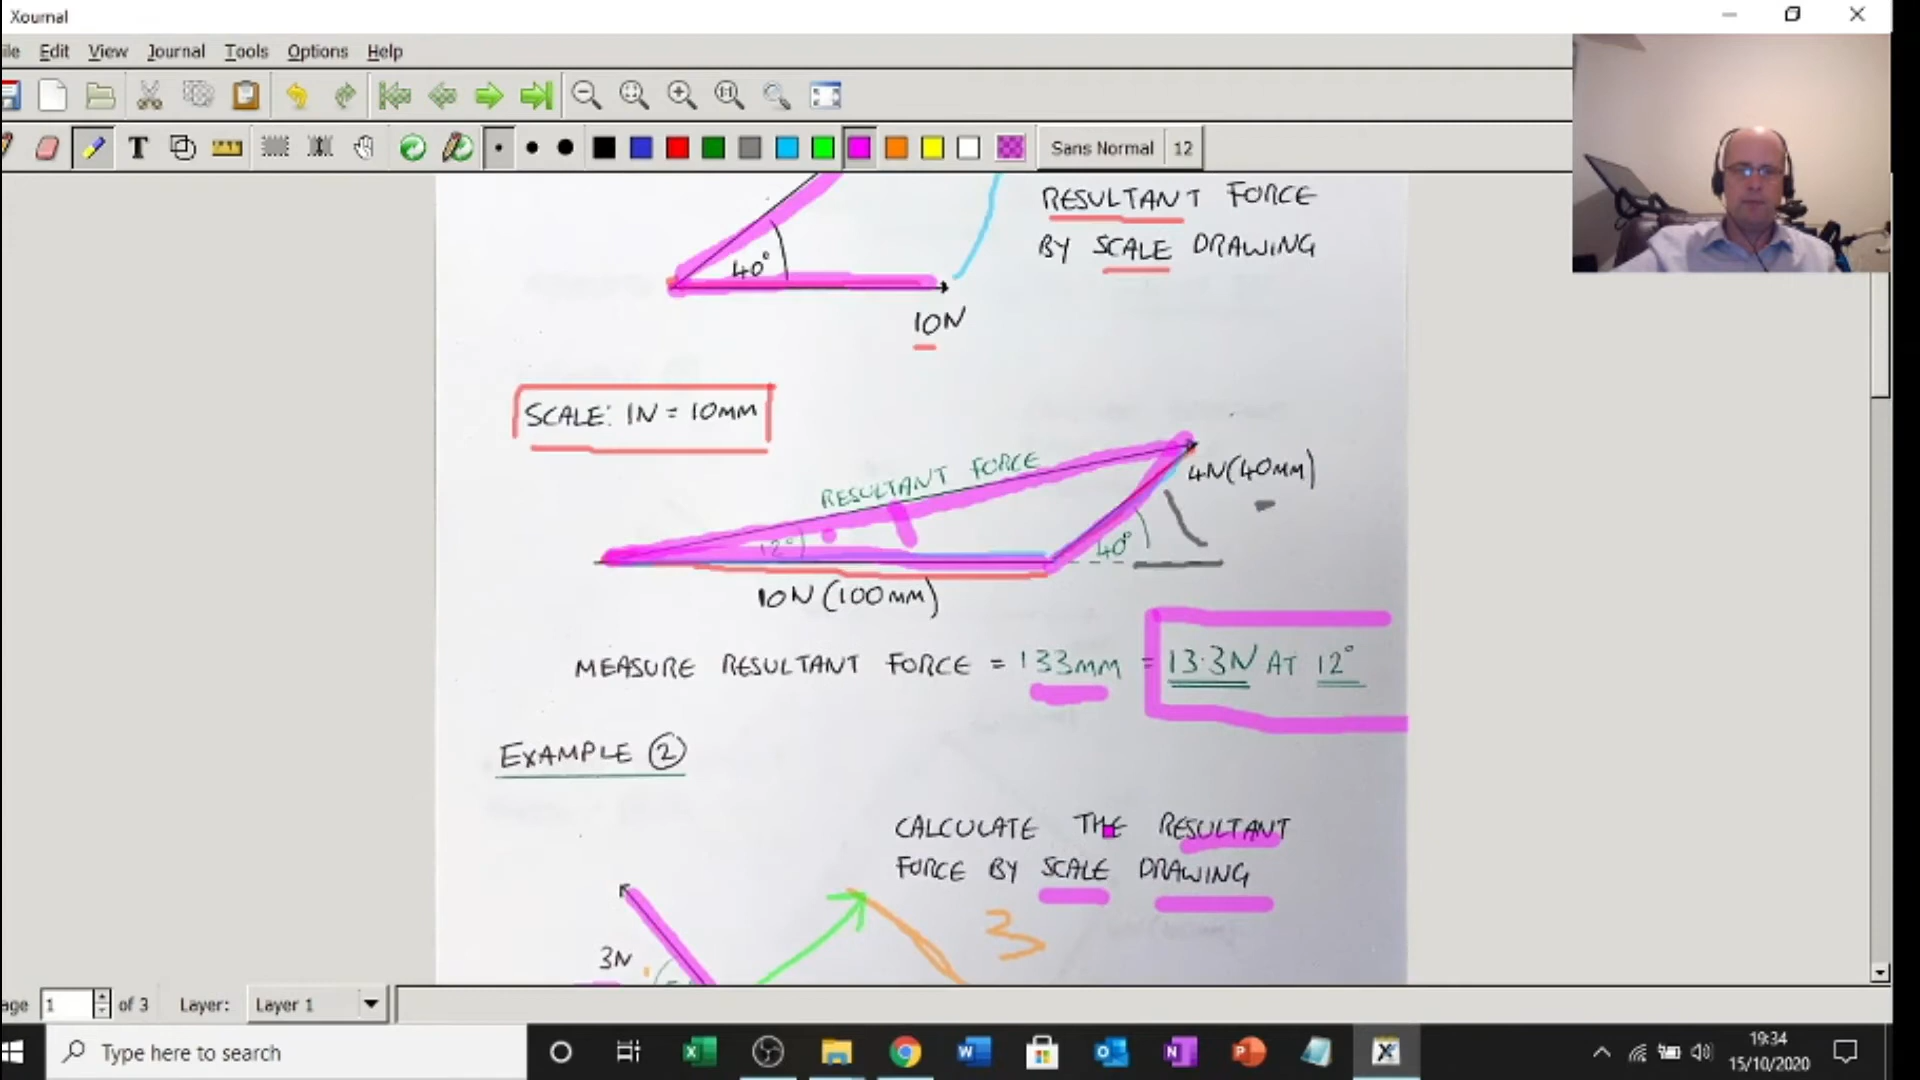 Xournal
ile Edit View Journal Tools Options Help
Sans Normal 12
RESULTANT FORCE
BY SCALE DRAWING
40°
10N
SCALE: 1N = 10MM
RESULTANT FORCE
4N(40MM)
12°
40°
10N (100MM)
MEASURE RESULTANT FORCE = 133MM = 13.3N AT 12°
EXAMPLE ②
CALCULATE THE RESULTANT
FORCE BY SCALE DRAWING
3
3N
age 1 of 3 Layer: Layer 1
Type here to search
19:34
15/10/2020